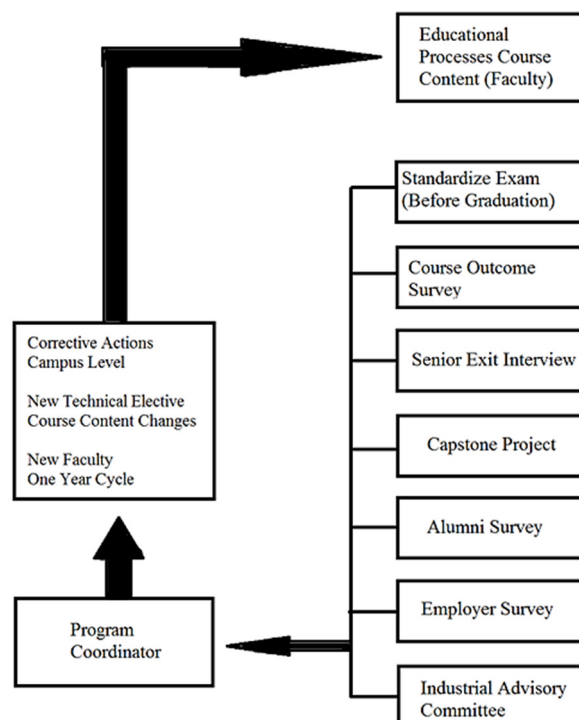 Educational
Processes Course
Content (Faculty)
Standardize Exam
(Before Graduation)
Course Outcome
Survey
Senior Exit Interview
Capstone Project
Alumni Survey
Employer Survey
Industrial Advisory
Committee
Corrective Actions
Campus Level
New Technical Elective
Course Content Changes
New Faculty
One Year Cycle
Program
Coordinator